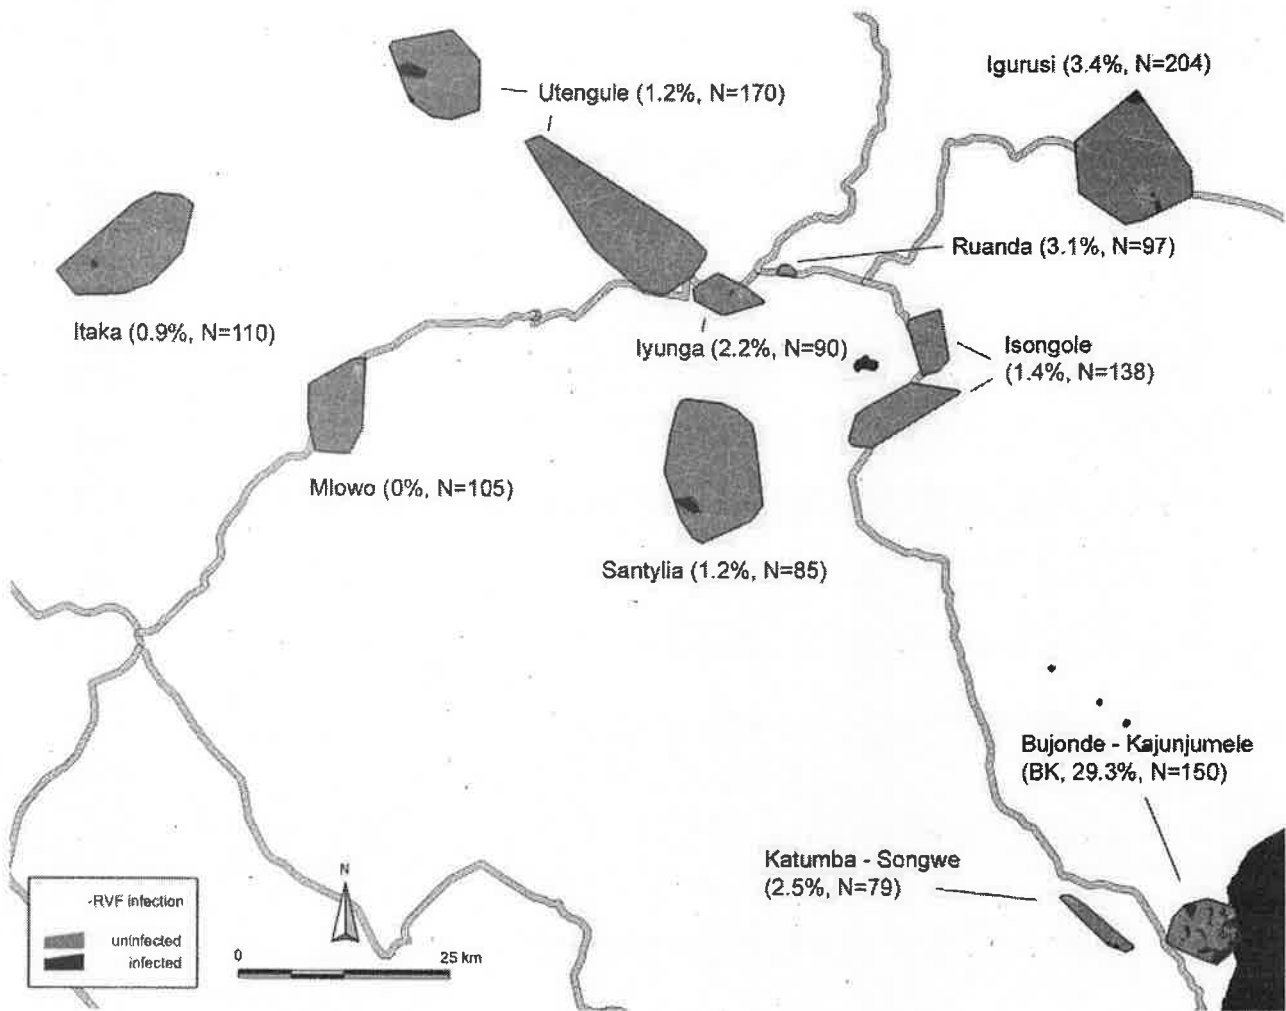 Igurusi (3.4%, N=204)
Utengule (1.2%, N=170)
Ruanda (3.1%, N=97)
Itaka (0.9%, N=110)
Iyunga (2.2%, N=90)
Isongole
(1.4%, N=138)
Mlowo (0%, N=105)
Santylia (1.2%, N=85)
Bujonde - Kajunjumele
(BK, 29.3%, N=150)
Katumba - Songwe
(2.5%, N=79)
-RVF infection
uninfected
infected
N
0 25 km